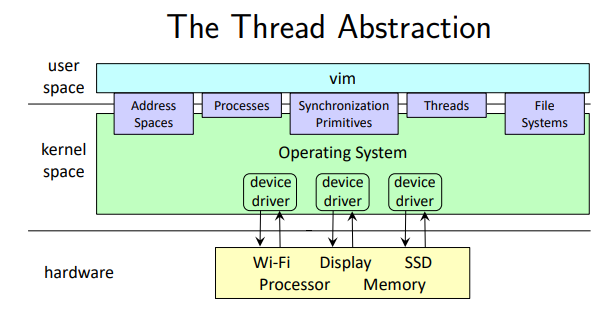 The Thread Abstraction
user
space
vim
Address
Spaces
Processes
Synchronization
Primitives
Threads
File
Systems
kernel
space
Operating System
device
driver
device
driver
device
driver
hardware
Wi-Fi Display SSD
Processor Memory